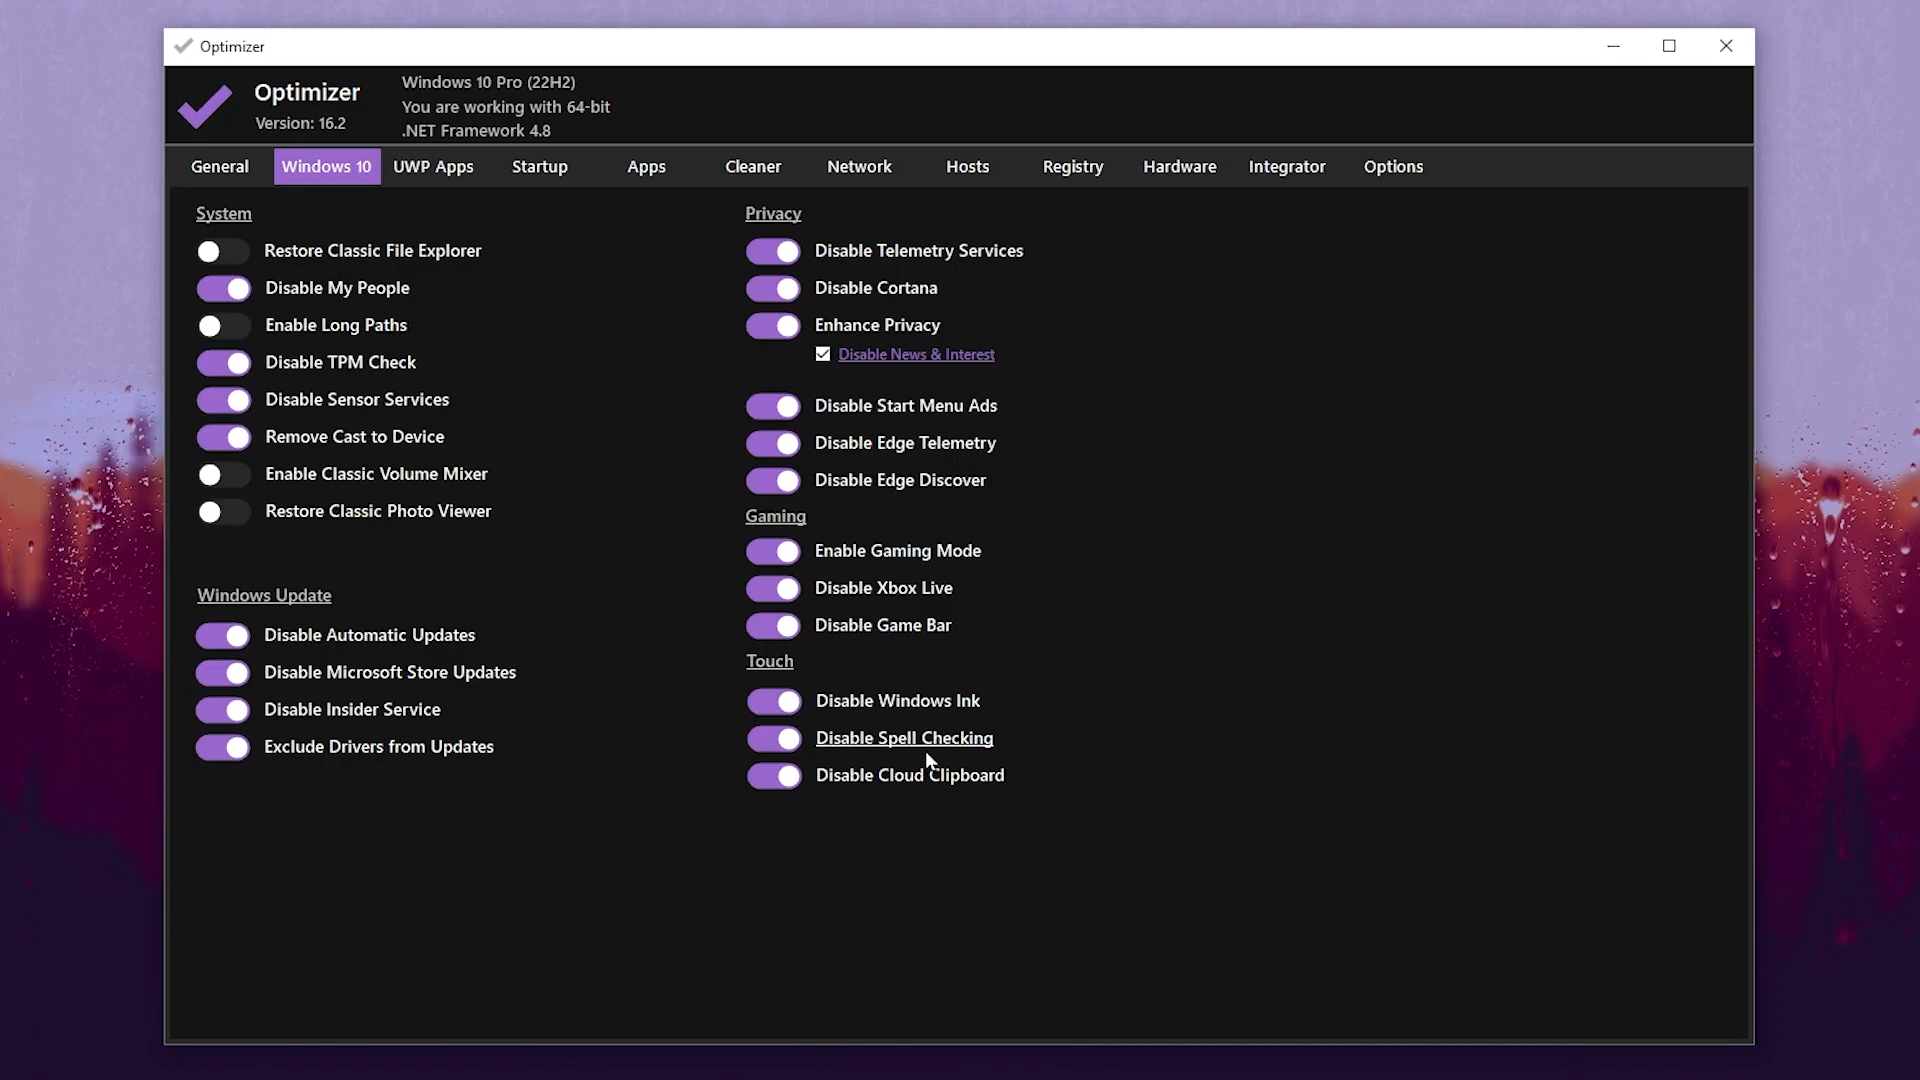 Optimizer
Optimizer
Version: 16.2
Windows 10 Pro (22H2)
You are working with 64-bit
.NET Framework 4.8
General
Windows 10
UWP Apps
Startup
Apps
Cleaner
Network
Hosts
Registry
Hardware
Integrator
Options
System
Restore Classic File Explorer
Disable My People
Enable Long Paths
Disable TPM Check
Disable Sensor Services
Remove Cast to Device
Enable Classic Volume Mixer
Restore Classic Photo Viewer
Windows Update
Disable Automatic Updates
Disable Microsoft Store Updates
Disable Insider Service
Exclude Drivers from Updates
Privacy
Disable Telemetry Services
Disable Cortana
Enhance Privacy
Disable News & Interest
Disable Start Menu Ads
Disable Edge Telemetry
Disable Edge Discover
Gaming
Enable Gaming Mode
Disable Xbox Live
Disable Game Bar
Touch
Disable Windows Ink
Disable Spell Checking
Disable Cloud Clipboard